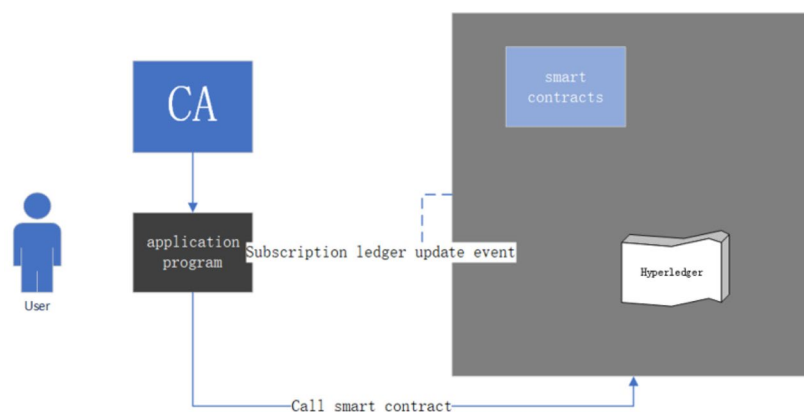 CA
smart
contracts
application
program
Subscription ledger update event
Hyperledger
User
Call smart contract